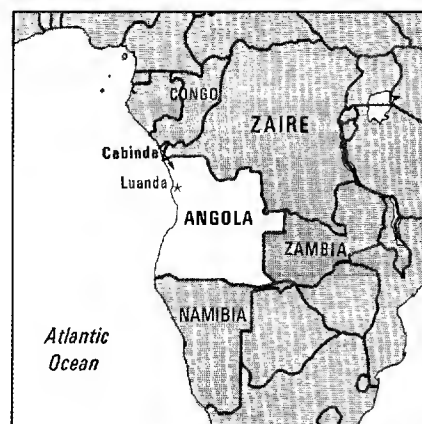 CONGO
ZAIRE
Cabinda
Luanda
ANGOLA
ZAMBIA
NAMIBIA
Atlantic
Ocean